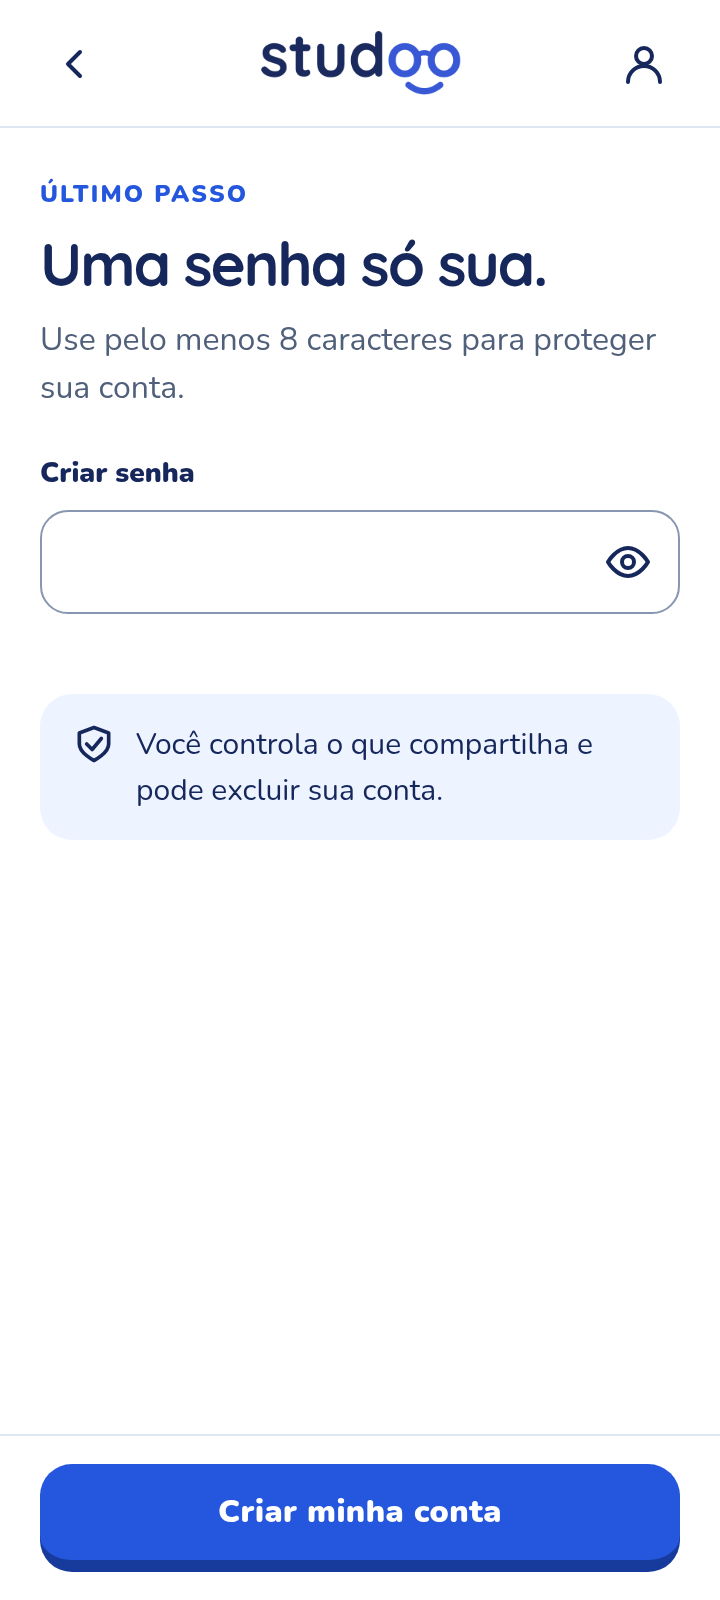 studoo
ÚLTIMO PASSO
Uma senha só sua.
Use pelo menos 8 caracteres para proteger
sua conta.
Criar senha
Você controla o que compartilha e
pode excluir sua conta.
Criar minha conta